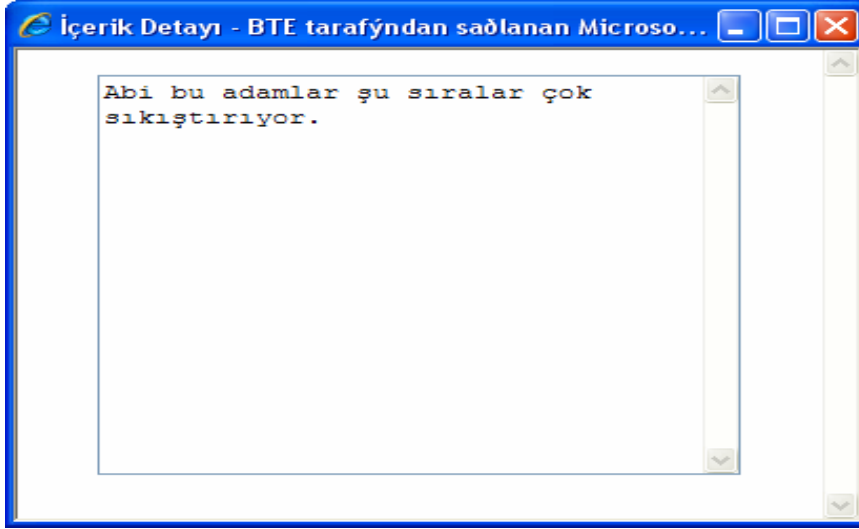 İçerik Detayı - BTE tarafýndan saðlanan Microso...
Abi bu adamlar şu sıralar çok
sıkıştırıyor.